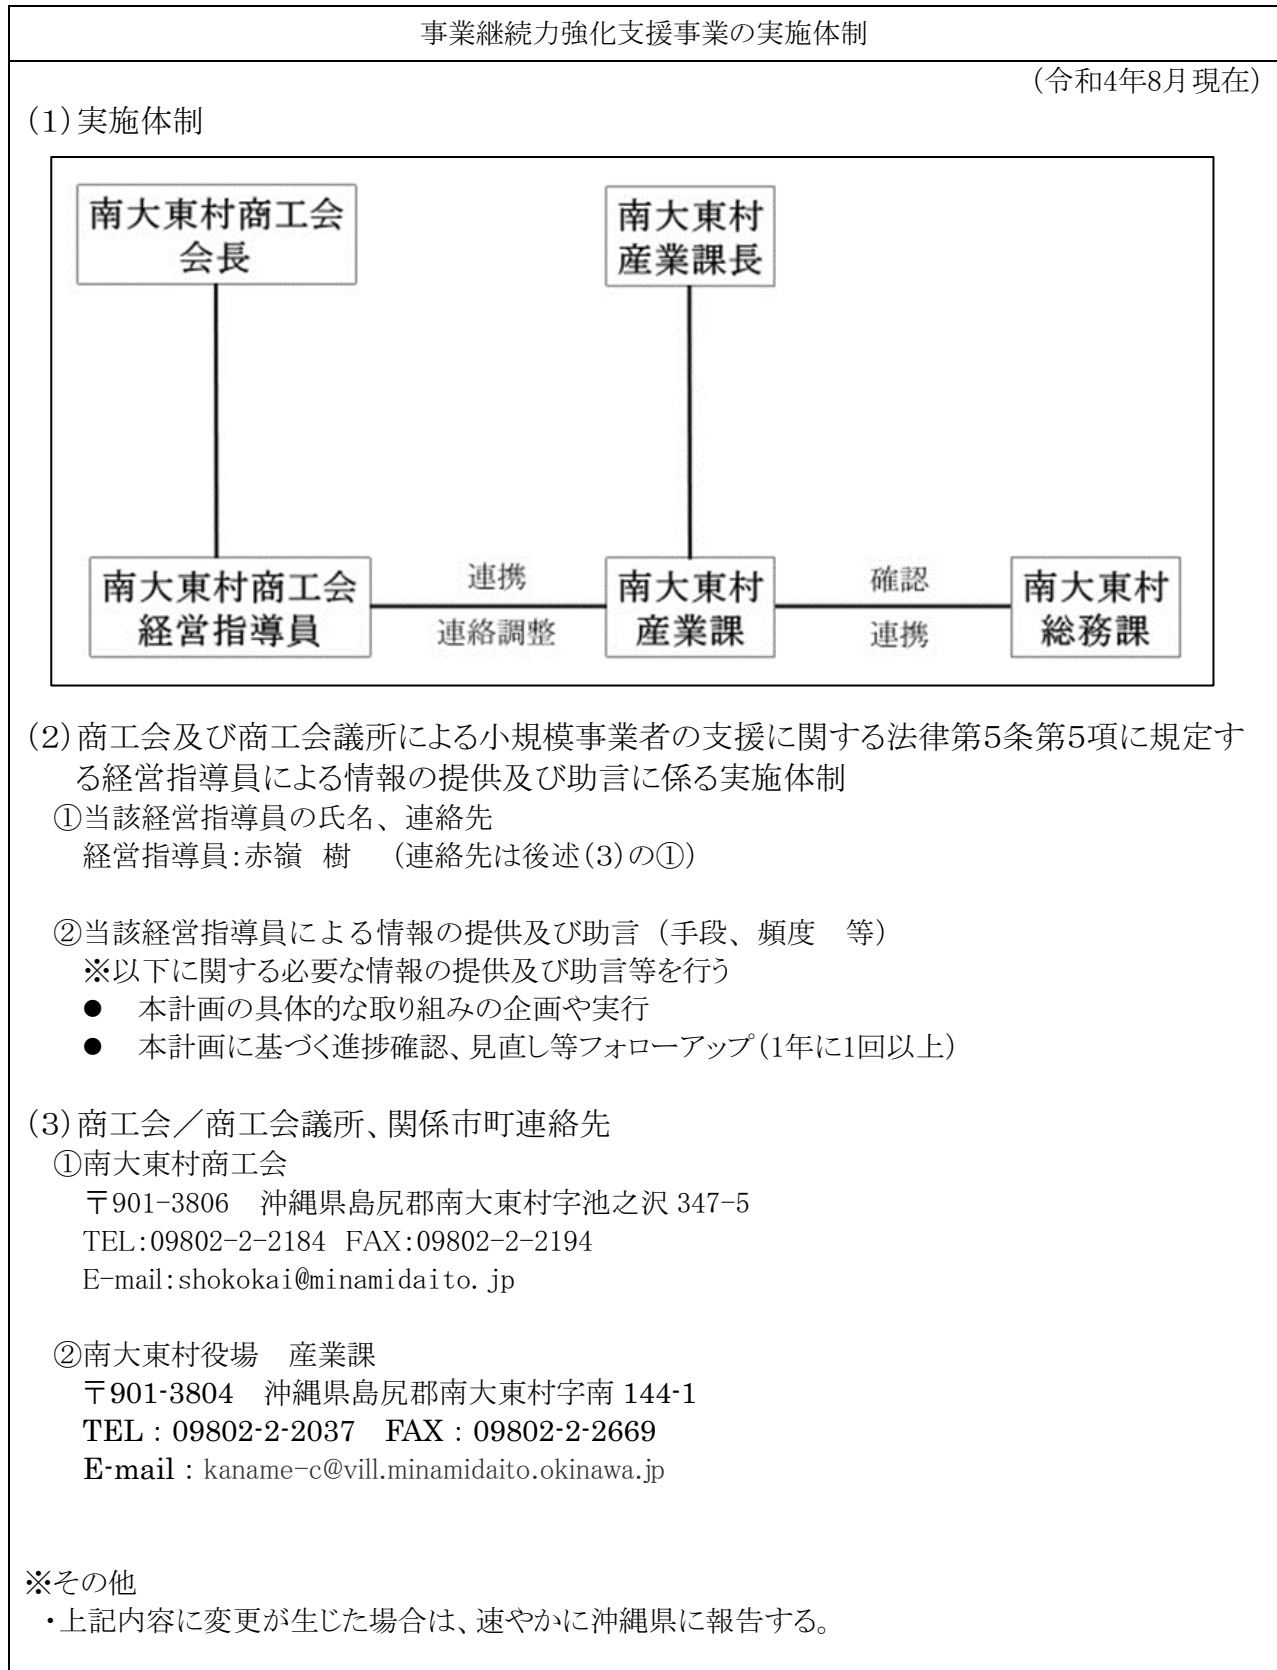 事業継続力強化支援事業の実施体制
(令和4年8月現在)
(1)実施体制
南大東村商工会
会長
南大東村
産業課長
南大東村商工会
経営指導員
連携
連絡調整
南大東村
産業課
確認
連携
南大東村
総務課
(2)商工会及び商工会議所による小規模事業者の支援に関する法律第5条第5項に規定す
る経営指導員による情報の提供及び助言に係る実施体制
①当該経営指導員の氏名、連絡先
経営指導員:赤嶺 樹 (連絡先は後述(3)の①)
②当該経営指導員による情報の提供及び助言(手段、頻度 等)
※以下に関する必要な情報の提供及び助言等を行う
● 本計画の具体的な取り組みの企画や実行
● 本計画に基づく進捗確認、見直し等フォローアップ(1年に1回以上)
(3)商工会/商工会議所、関係市町連絡先
①南大東村商工会
〒901-3806 沖縄県島尻郡南大東村字池之沢 347-5
TEL:09802-2-2184 FAX:09802-2-2194
E-mail:shokokai@minamidaito.jp
②南大東村役場 産業課
〒901-3804 沖縄県島尻郡南大東村字南 144-1
TEL:09802-2-2037 FAX:09802-2-2669
E-mail:kaname-c@vill.minamidaito.okinawa.jp
※その他
・上記内容に変更が生じた場合は、速やかに沖縄県に報告する。